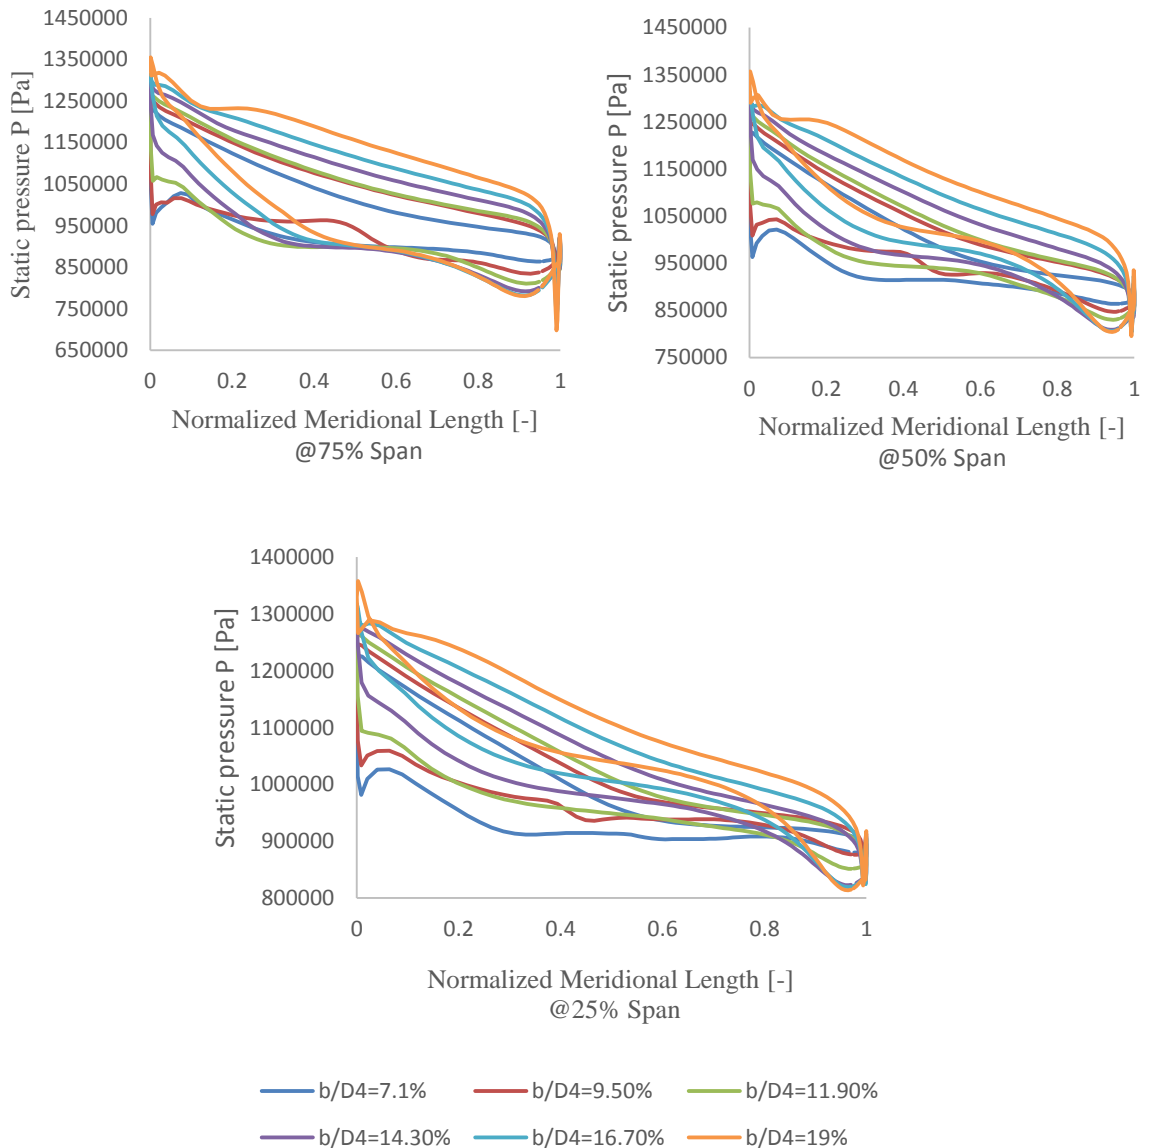 1450000
1350000
1250000
1150000
1050000
950000
850000
750000
650000
Static pressure P [Pa]
0 0.2 0.4 0.6 0.8 1
Normalized Meridional Length [-]
@75% Span
1450000
1350000
1250000
1150000
1050000
950000
850000
750000
Static pressure P [Pa]
0 0.2 0.4 0.6 0.8 1
Normalized Meridional Length [-]
@50% Span
1400000
1300000
1200000
1100000
1000000
900000
800000
Static pressure P [Pa]
0 0.2 0.4 0.6 0.8 1
Normalized Meridional Length [-]
@25% Span
b/D4=7.1% b/D4=9.50% b/D4=11.90%
b/D4=14.30% b/D4=16.70% b/D4=19%